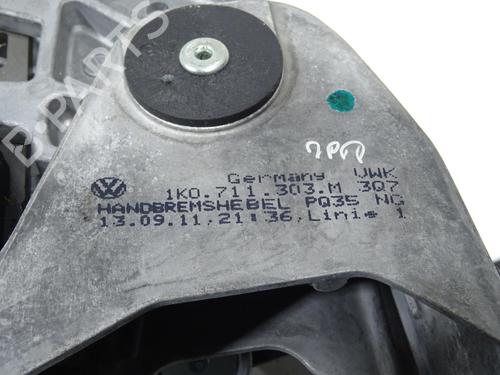 B-PARTS
Germany VWK
1K0.711.303.M 3Q7
HANDBREMSHEBEL PQ35 NG
13.09.11 21:36 Linie 1